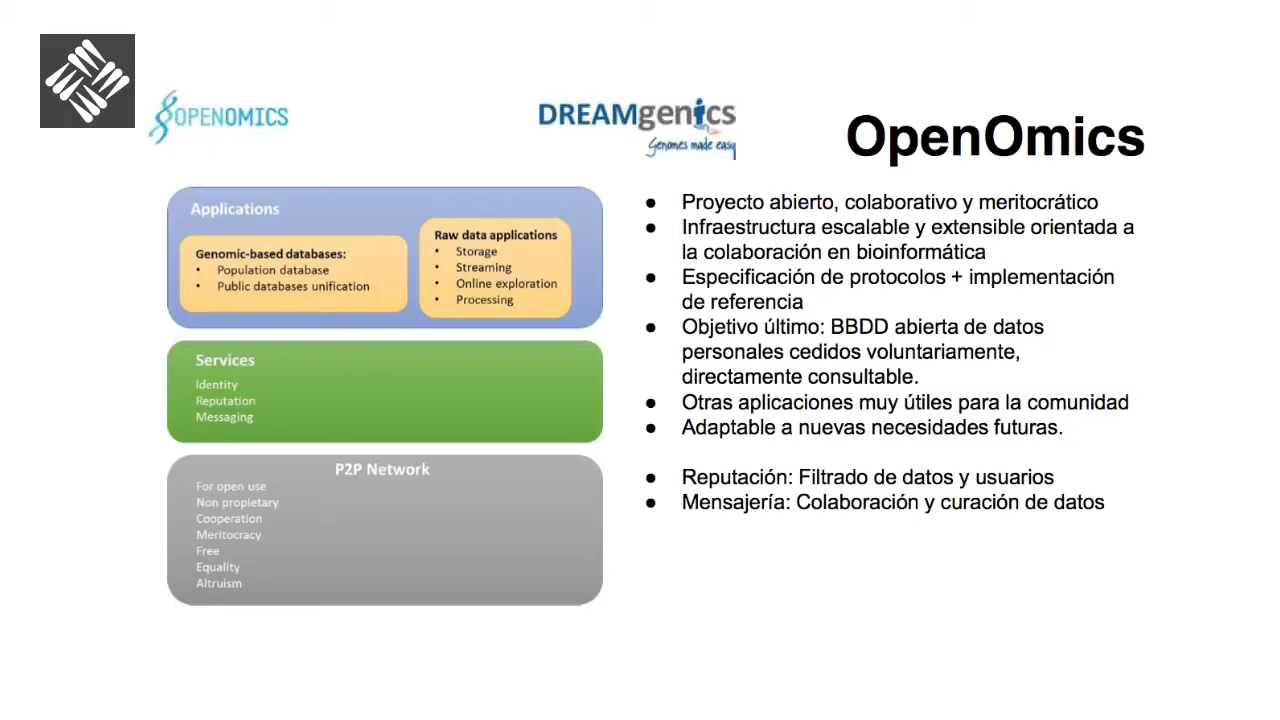 OPENOMICS
DREAMgenics
Genomes made easy
OpenOmics
Applications
Genomic-based databases:
• Population database
• Public databases unification
Raw data applications
• Storage
• Streaming
• Online exploration
• Processing
Services
Identity
Reputation
Messaging
P2P Network
For open use
Non propietary
Cooperation
Meritocracy
Free
Equality
Altruism
● Proyecto abierto, colaborativo y meritocrático
● Infraestructura escalable y extensible orientada a
la colaboración en bioinformática
● Especificación de protocolos + implementación
de referencia
● Objetivo último: BBDD abierta de datos
personales cedidos voluntariamente,
directamente consultable.
● Otras aplicaciones muy útiles para la comunidad
● Adaptable a nuevas necesidades futuras.
● Reputación: Filtrado de datos y usuarios
● Mensajería: Colaboración y curación de datos